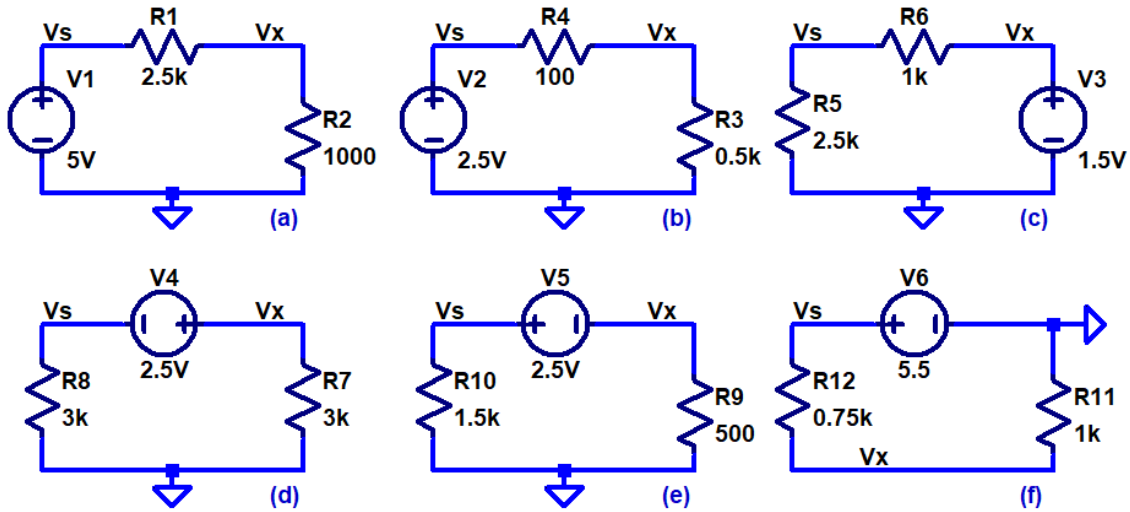 R1
Vs
Vx
2.5k
V1
5V
R2
1000
(a)
R4
Vs
Vx
100
V2
2.5V
R3
0.5k
(b)
R6
Vs
Vx
1k
R5
2.5k
V3
1.5V
(c)
V4
Vs
Vx
2.5V
R8
3k
R7
3k
(d)
V5
Vs
Vx
2.5V
R10
1.5k
R9
500
(e)
V6
Vs
5.5
R12
0.75k
R11
1k
Vx
(f)